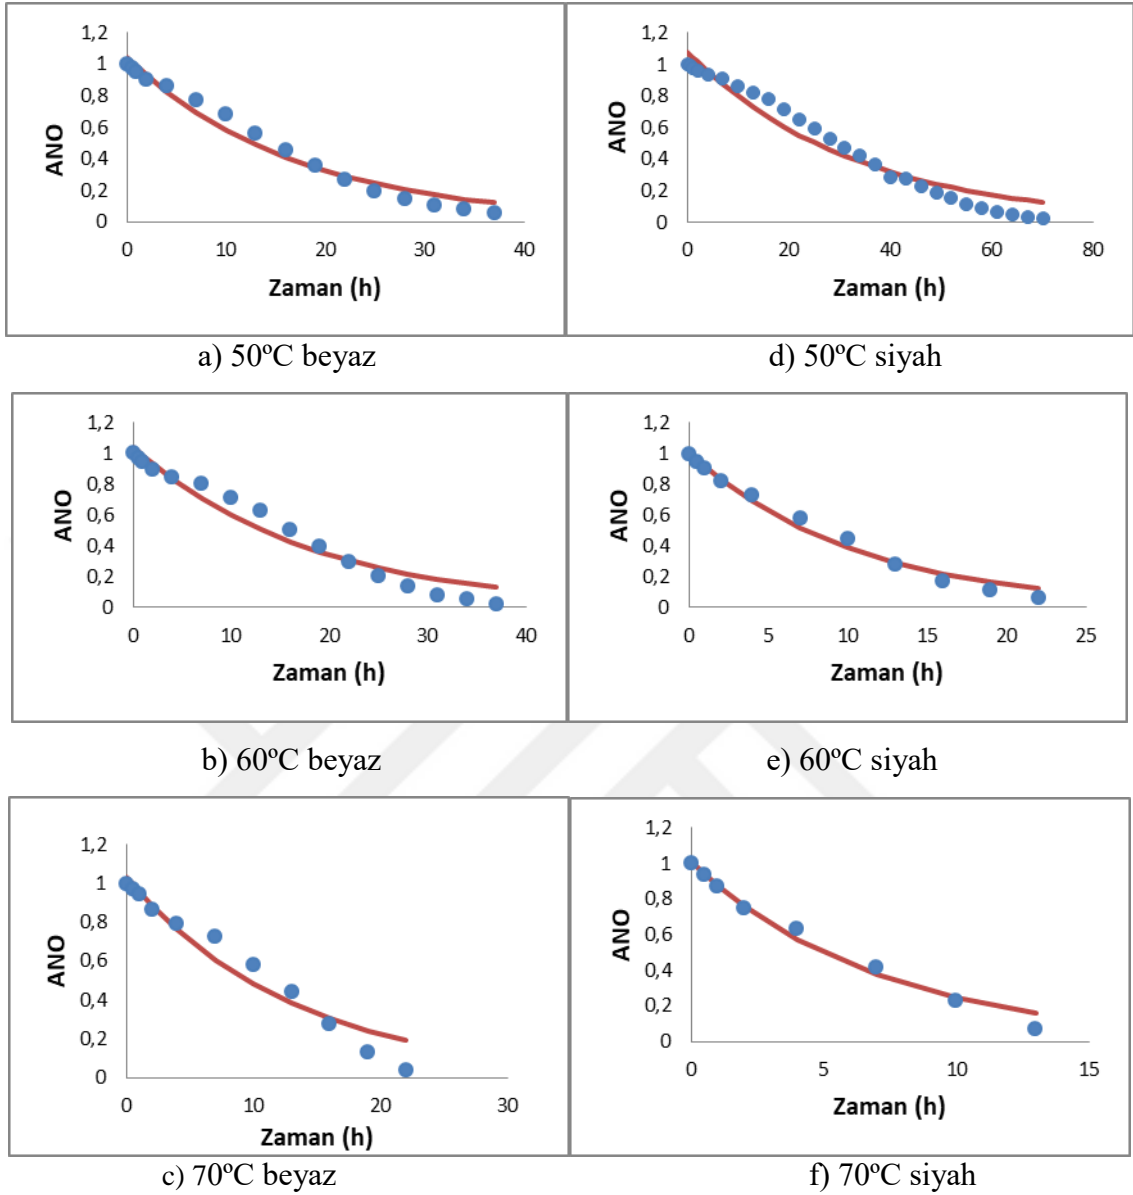 1,2
1
0,8
0,6
0,4
0,2
0
ANO
0 10 20 30 40
Zaman (h)
a) 50ºC beyaz
1,2
1
0,8
0,6
0,4
0,2
0
ANO
0 20 40 60 80
Zaman (h)
d) 50ºC siyah
1,2
1
0,8
0,6
0,4
0,2
0
ANO
0 10 20 30 40
Zaman (h)
b) 60ºC beyaz
1,2
1
0,8
0,6
0,4
0,2
0
ANO
0 5 10 15 20 25
Zaman (h)
e) 60ºC siyah
1,2
1
0,8
0,6
0,4
0,2
0
ANO
0 10 20 30
Zaman (h)
c) 70ºC beyaz
1,2
1
0,8
0,6
0,4
0,2
0
ANO
0 5 10 15
Zaman (h)
f) 70ºC siyah